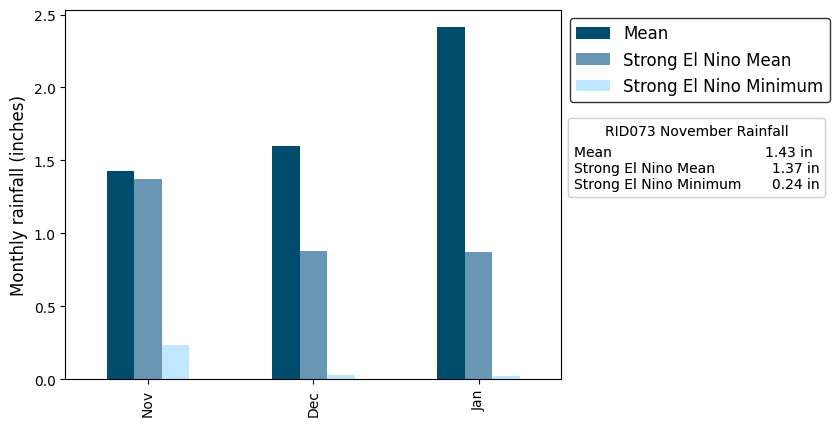 Monthly rainfall (inches)
2.5
2.0
1.5
1.0
0.5
0.0
Nov
Dec
Jan
Mean
Strong El Nino Mean
Strong El Nino Minimum
RID073 November Rainfall
Mean 1.43 in
Strong El Nino Mean 1.37 in
Strong El Nino Minimum 0.24 in